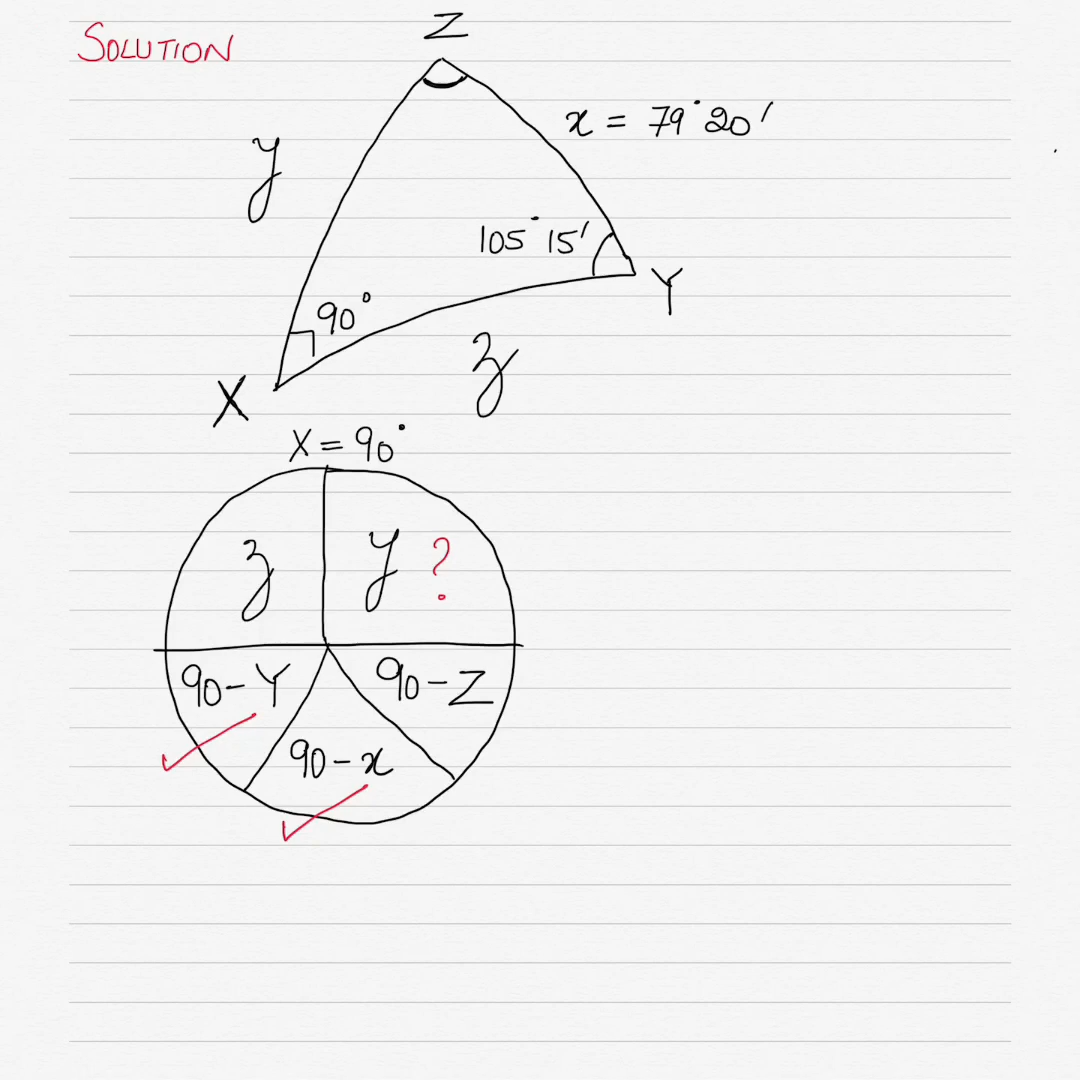 SOLUTION
Z
y
x = 79° 20′
105° 15′
Y
90°
z
X
X = 90°
z
y ?
90 – Y
90 – Z
90 – x